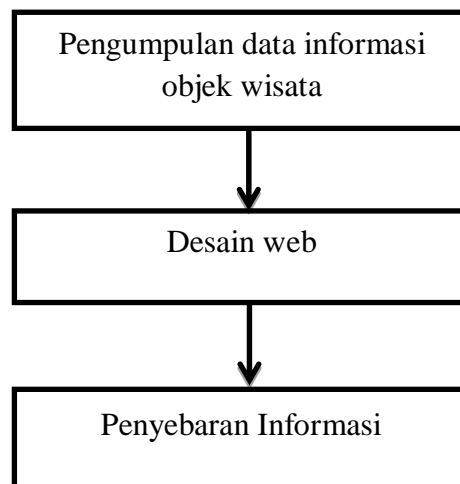 Pengumpulan data informasi
objek wisata
Desain web
Penyebaran Informasi